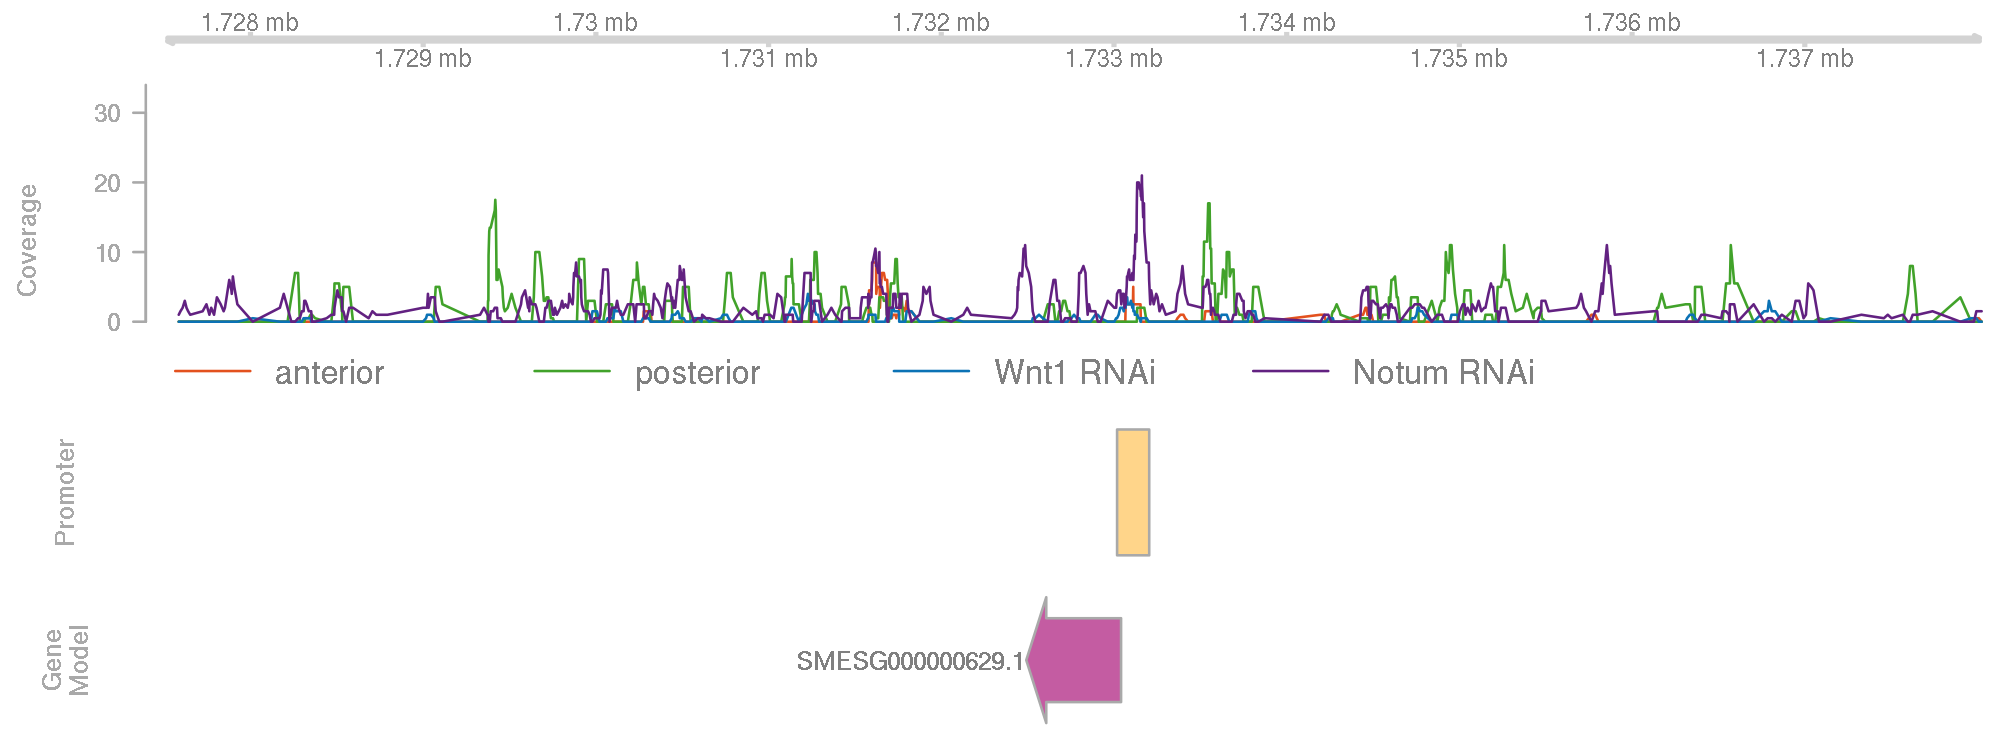 1.728 mb 1.73 mb 1.732 mb 1.734 mb 1.736 mb
1.729 mb 1.731 mb 1.733 mb 1.735 mb 1.737 mb
Coverage
30
20
10
0
anterior posterior Wnt1 RNAi Notum RNAi
Promoter
Gene
Model
SMESG000000629.1